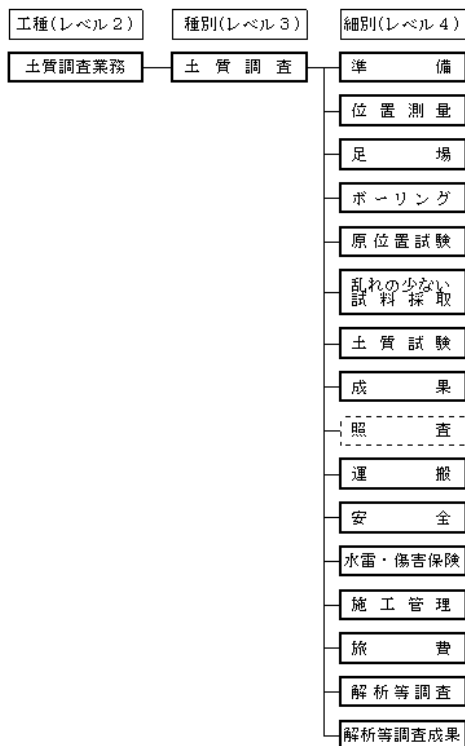 工種(レベル2) 種別(レベル3) 細別(レベル4)
土質調査業務 土質調査 準備
位置測量
足場
ボーリング
原位置試験
乱れの少ない
試料採取
土質試験
成果
照査
運搬
安全
水雷・傷害保険
施工管理
旅費
解析等調査
解析等調査成果